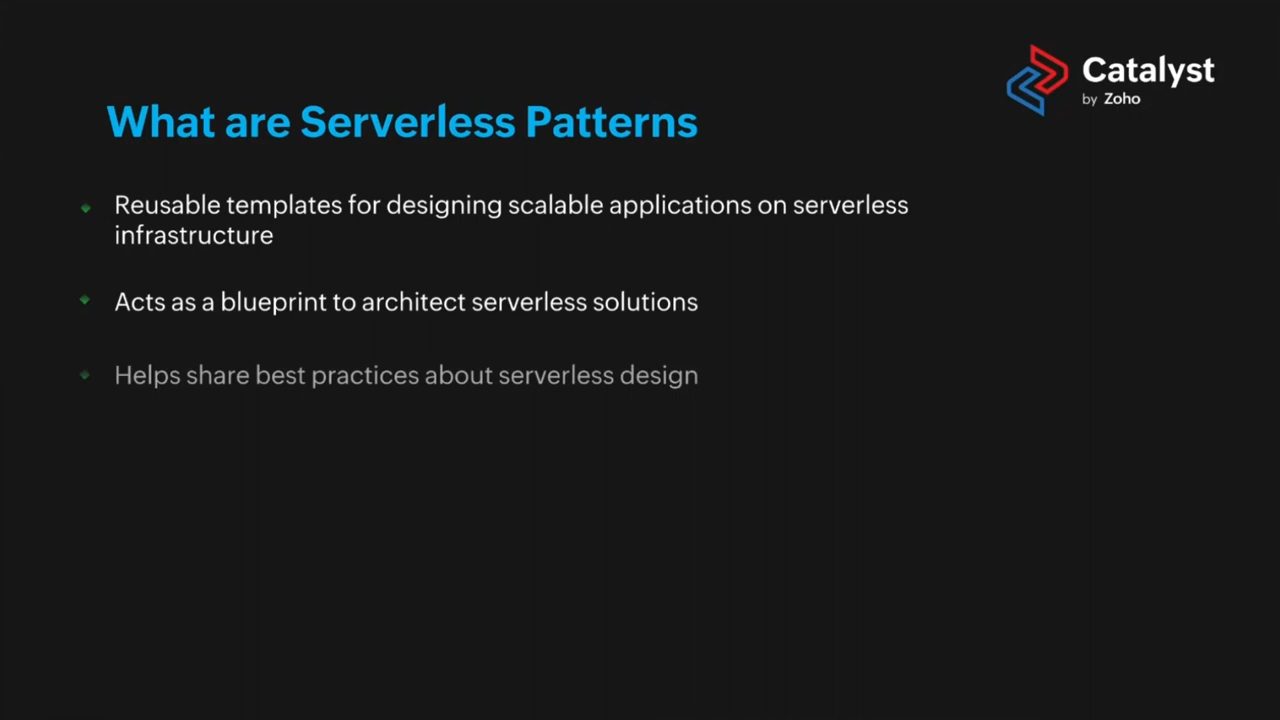 Catalyst
by Zoho
What are Serverless Patterns
Reusable templates for designing scalable applications on serverless
infrastructure
Acts as a blueprint to architect serverless solutions
Helps share best practices about serverless design